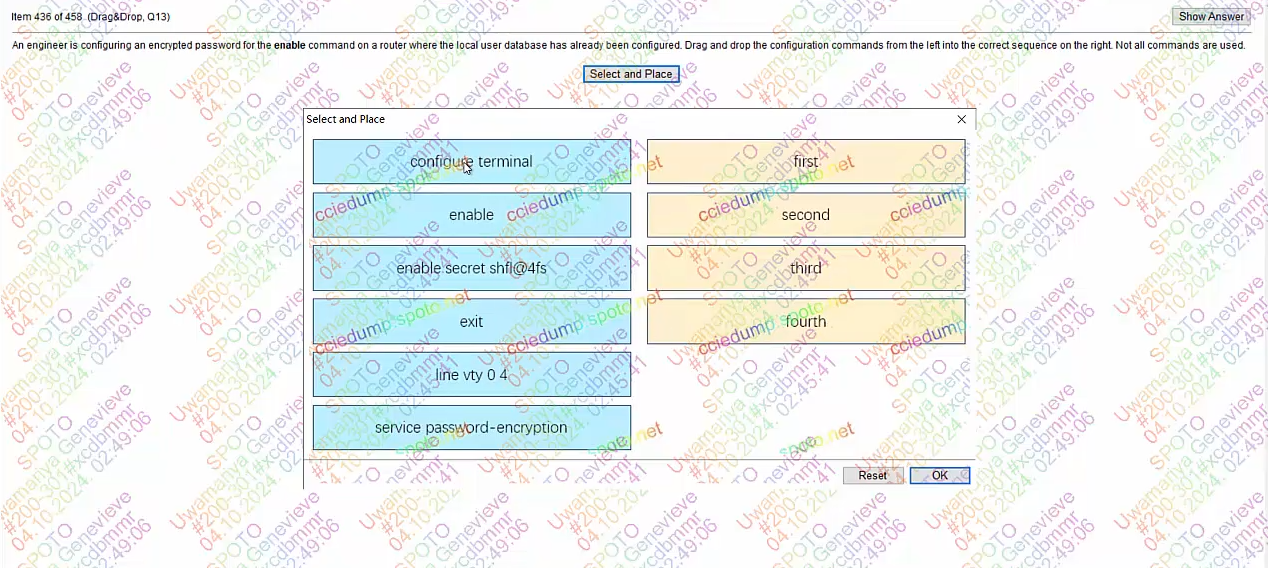 Item 436 of 458 (Drag&Drop, Q13)
Show Answer
An engineer is configuring an encrypted password for the enable command on a router where the local user database has already been configured. Drag and drop the configuration commands from the left into the correct sequence on the right. Not all commands are used.
Select and Place
Select and Place
configure terminal
first
enable
second
enable secret shfl@4fs
third
exit
fourth
line vty 0 4
service password-encryption
Reset
OK
cciedump.spoto.net
SPOTO Genevieve
Uwamanya
#200-301
04.10.2024
02:49:06
02:45:41